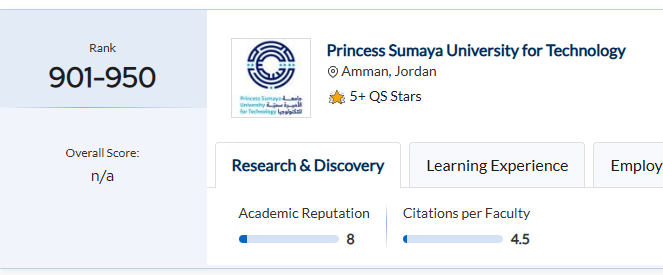 Rank
901-950
Overall Score:
n/a
Princess Sumaya University for Technology
Amman, Jordan
5+ QS Stars
Princess Sumaya جامعة
University الأميرة سميّة
for Technology للتكنولوجيا
Research & Discovery
Learning Experience
Employ
Academic Reputation
8
Citations per Faculty
4.5